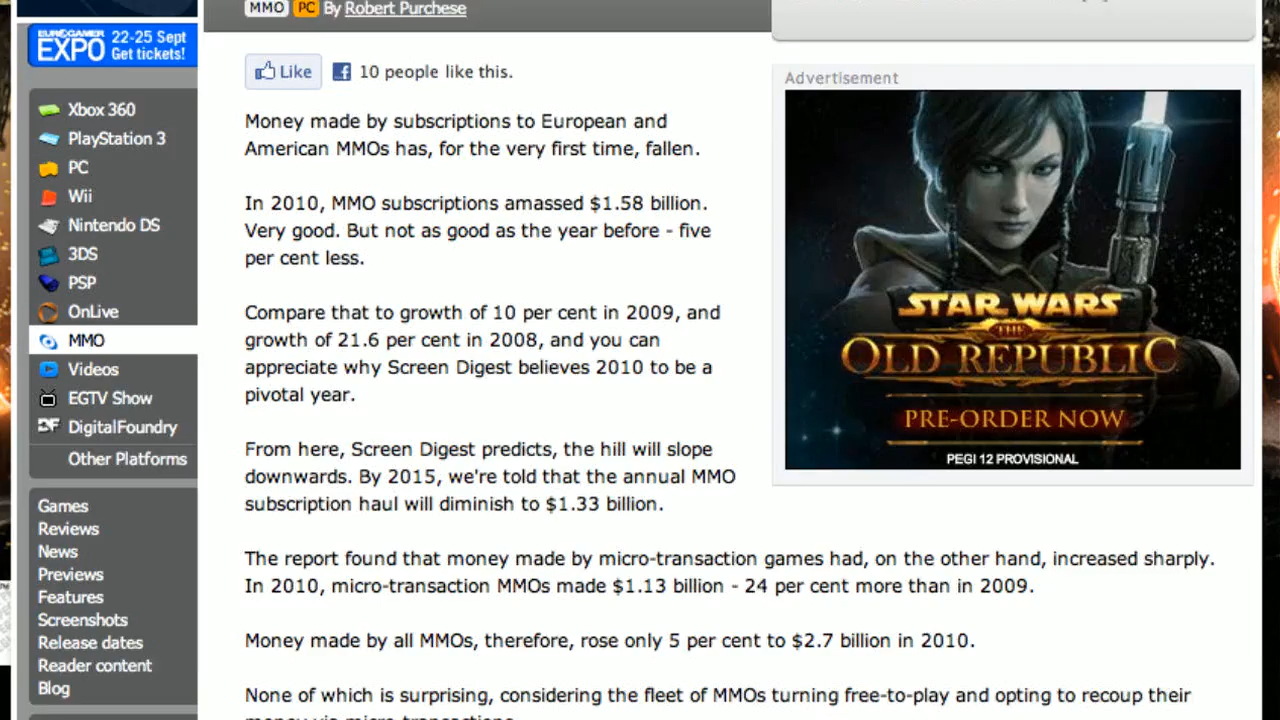 MMO PC By Robert Purchese
EUROGAMER EXPO 22-25 Sept Get tickets!
Xbox 360
PlayStation 3
PC
Wii
Nintendo DS
3DS
PSP
OnLive
MMO
Videos
EGTV Show
DF DigitalFoundry
Other Platforms
Games
Reviews
News
Previews
Features
Screenshots
Release dates
Reader content
Blog
Like f 10 people like this.
Money made by subscriptions to European and
American MMOs has, for the very first time, fallen.
In 2010, MMO subscriptions amassed $1.58 billion.
Very good. But not as good as the year before - five
per cent less.
Compare that to growth of 10 per cent in 2009, and
growth of 21.6 per cent in 2008, and you can
appreciate why Screen Digest believes 2010 to be a
pivotal year.
From here, Screen Digest predicts, the hill will slope
downwards. By 2015, we're told that the annual MMO
subscription haul will diminish to $1.33 billion.
The report found that money made by micro-transaction games had, on the other hand, increased sharply.
In 2010, micro-transaction MMOs made $1.13 billion - 24 per cent more than in 2009.
Money made by all MMOs, therefore, rose only 5 per cent to $2.7 billion in 2010.
None of which is surprising, considering the fleet of MMOs turning free-to-play and opting to recoup their
Advertisement
STAR WARS
THE
OLD REPUBLIC
PRE-ORDER NOW
PEGI 12 PROVISIONAL